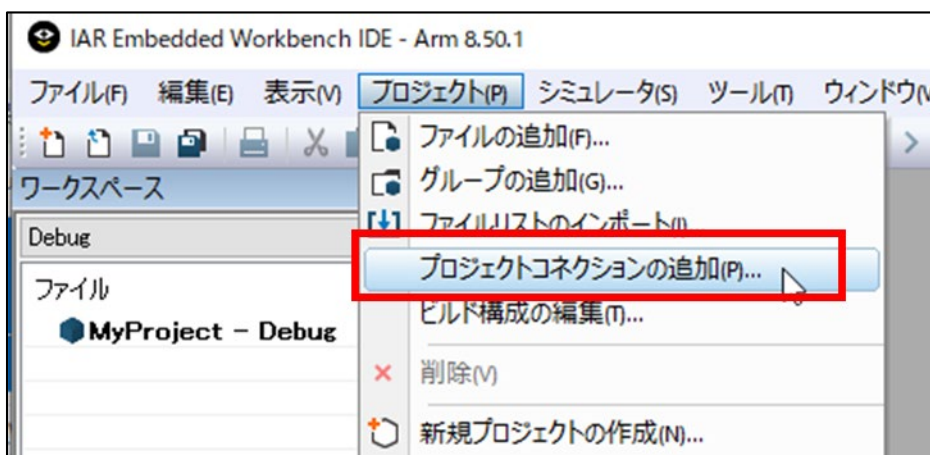 IAR Embedded Workbench IDE - Arm 8.50.1
ファイル(F) 編集(E) 表示(V) プロジェクト(P) シミュレータ(S) ツール(T) ウィンドウ(W
ファイルの追加(F)...
ワークスペース
グループの追加(G)...
Debug
ファイルリストのインポート(I)...
プロジェクトコネクションの追加(P)...
ファイル
ビルド構成の編集(T)...
MyProject - Debug
削除(V)
新規プロジェクトの作成(N)...